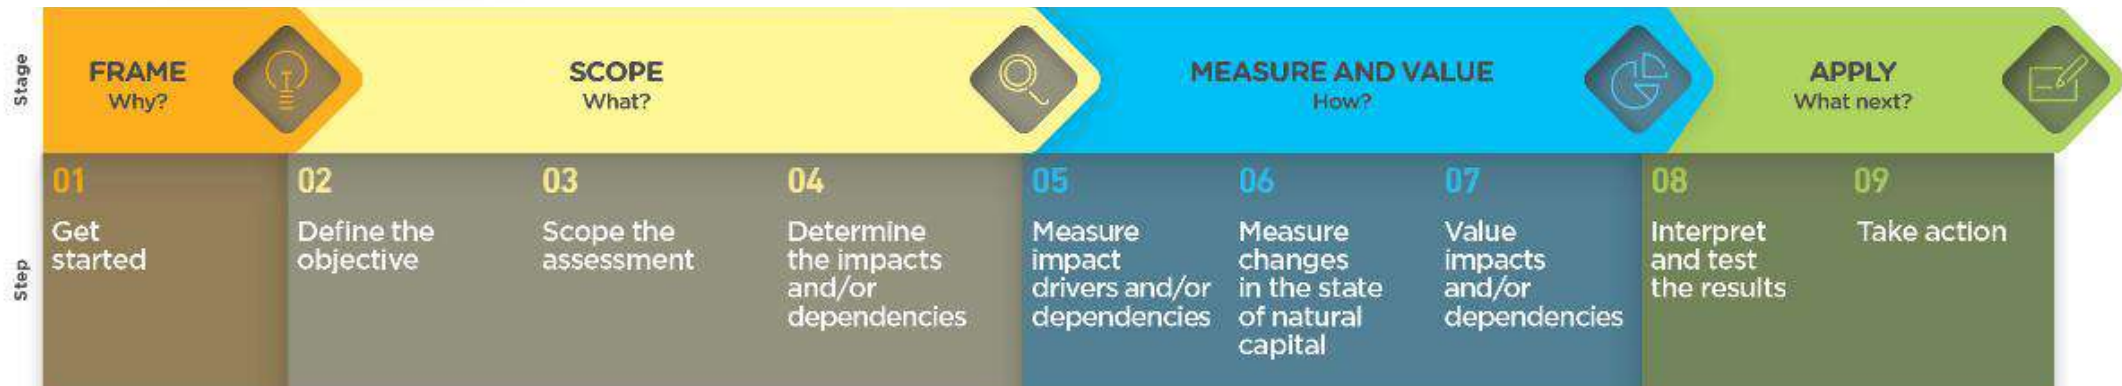 Stage
FRAME
Why?
SCOPE
What?
MEASURE AND VALUE
How?
APPLY
What next?
Step
01
Get
started
02
Define the
objective
03
Scope the
assessment
04
Determine
the impacts
and/or
dependencies
05
Measure
impact
drivers and/or
dependencies
06
Measure
changes
in the state
of natural
capital
07
Value
impacts
and/or
dependencies
08
Interpret
and test
the results
09
Take action